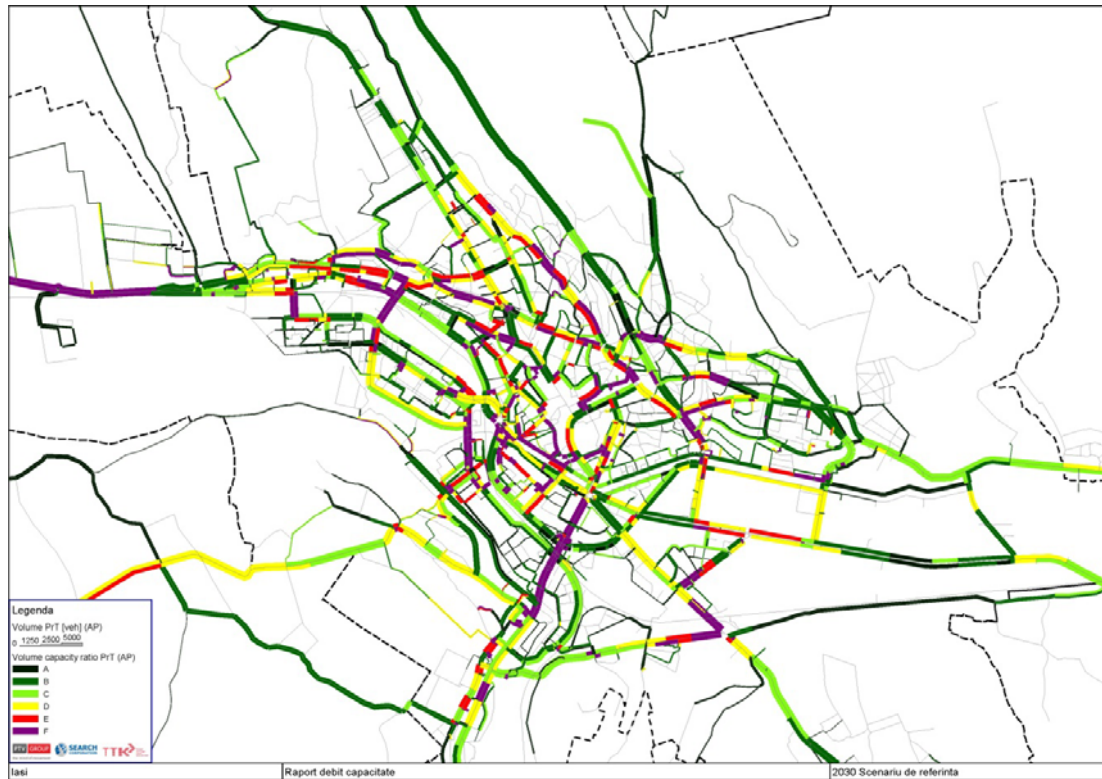 Legenda
Volume PrT [veh] (AP)
0 1250 2500 5000
Volume capacity ratio PrT (AP)
A
B
C
D
E
F
PTV GROUP
SEARCH CORPORATION
TTK
Iasi
Raport debit capacitate
2030 Scenariu de referinta